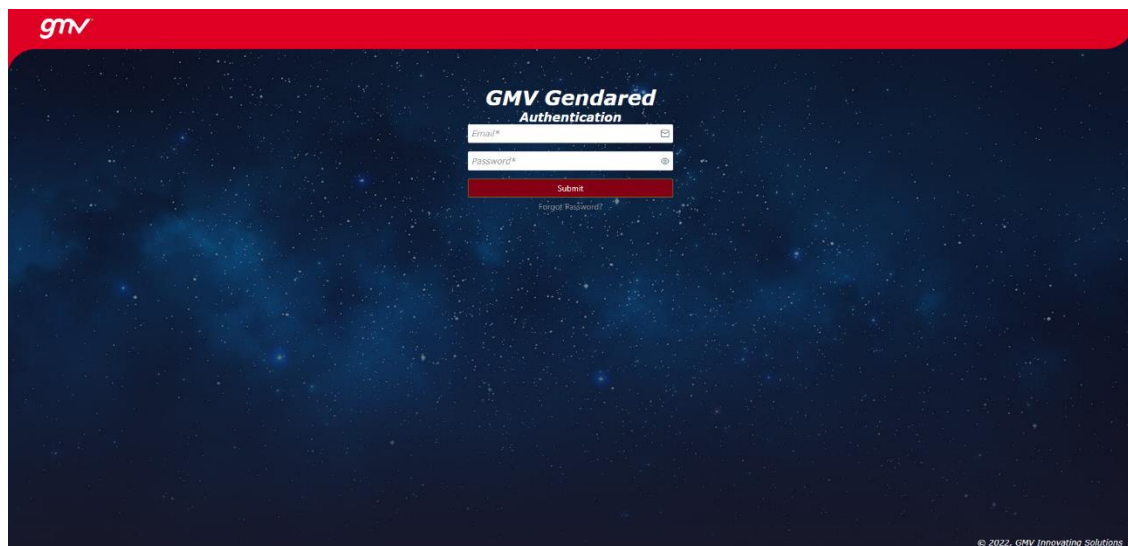 gmv
GMV Gendared
Authentication
Email*
Password*
Submit
Forgot Password?
© 2022, GMV Innovating Solutions